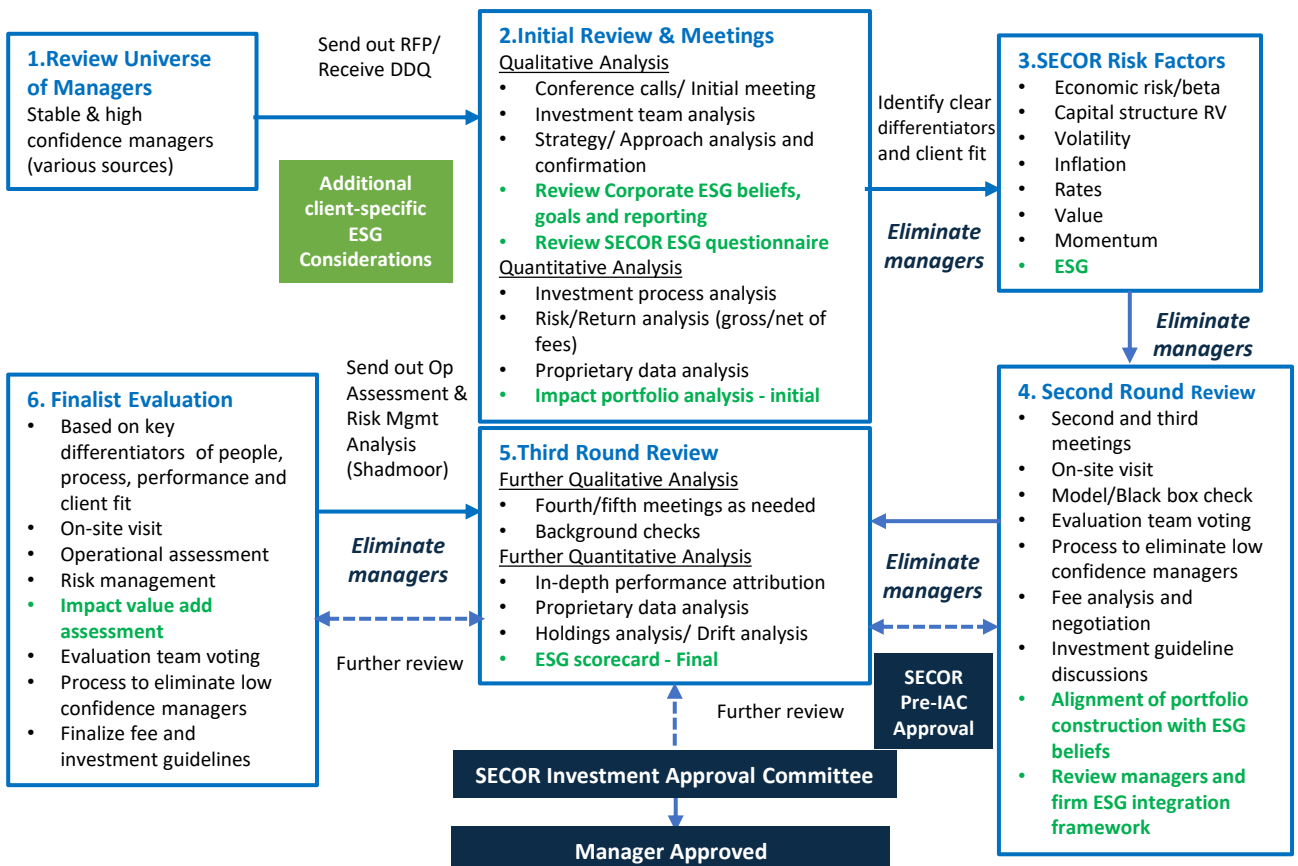 1.Review Universe
of Managers
Stable & high
confidence managers
(various sources)
Send out RFP/
Receive DDQ
Additional
client-specific
ESG
Considerations
2.Initial Review & Meetings
Qualitative Analysis
• Conference calls/ Initial meeting
• Investment team analysis
• Strategy/ Approach analysis and
confirmation
• Review Corporate ESG beliefs,
goals and reporting
• Review SECOR ESG questionnaire
Quantitative Analysis
• Investment process analysis
• Risk/Return analysis (gross/net of
fees)
• Proprietary data analysis
• Impact portfolio analysis - initial
Identify clear
differentiators
and client fit
Eliminate
managers
3.SECOR Risk Factors
• Economic risk/beta
• Capital structure RV
• Volatility
• Inflation
• Rates
• Value
• Momentum
• ESG
Eliminate
managers
4. Second Round Review
• Second and third
meetings
• On-site visit
• Model/Black box check
• Evaluation team voting
• Process to eliminate low
confidence managers
• Fee analysis and
negotiation
• Investment guideline
discussions
• Alignment of portfolio
construction with ESG
beliefs
• Review managers and
firm ESG integration
framework
Eliminate
managers
SECOR
Pre-IAC
Approval
5.Third Round Review
Further Qualitative Analysis
• Fourth/fifth meetings as needed
• Background checks
Further Quantitative Analysis
• In-depth performance attribution
• Proprietary data analysis
• Holdings analysis/ Drift analysis
• ESG scorecard - Final
Send out Op
Assessment &
Risk Mgmt
Analysis
(Shadmoor)
Eliminate
managers
Further review
6. Finalist Evaluation
• Based on key
differentiators of people,
process, performance and
client fit
• On-site visit
• Operational assessment
• Risk management
• Impact value add
assessment
• Evaluation team voting
• Process to eliminate low
confidence managers
• Finalize fee and
investment guidelines
Further review
SECOR Investment Approval Committee
Manager Approved